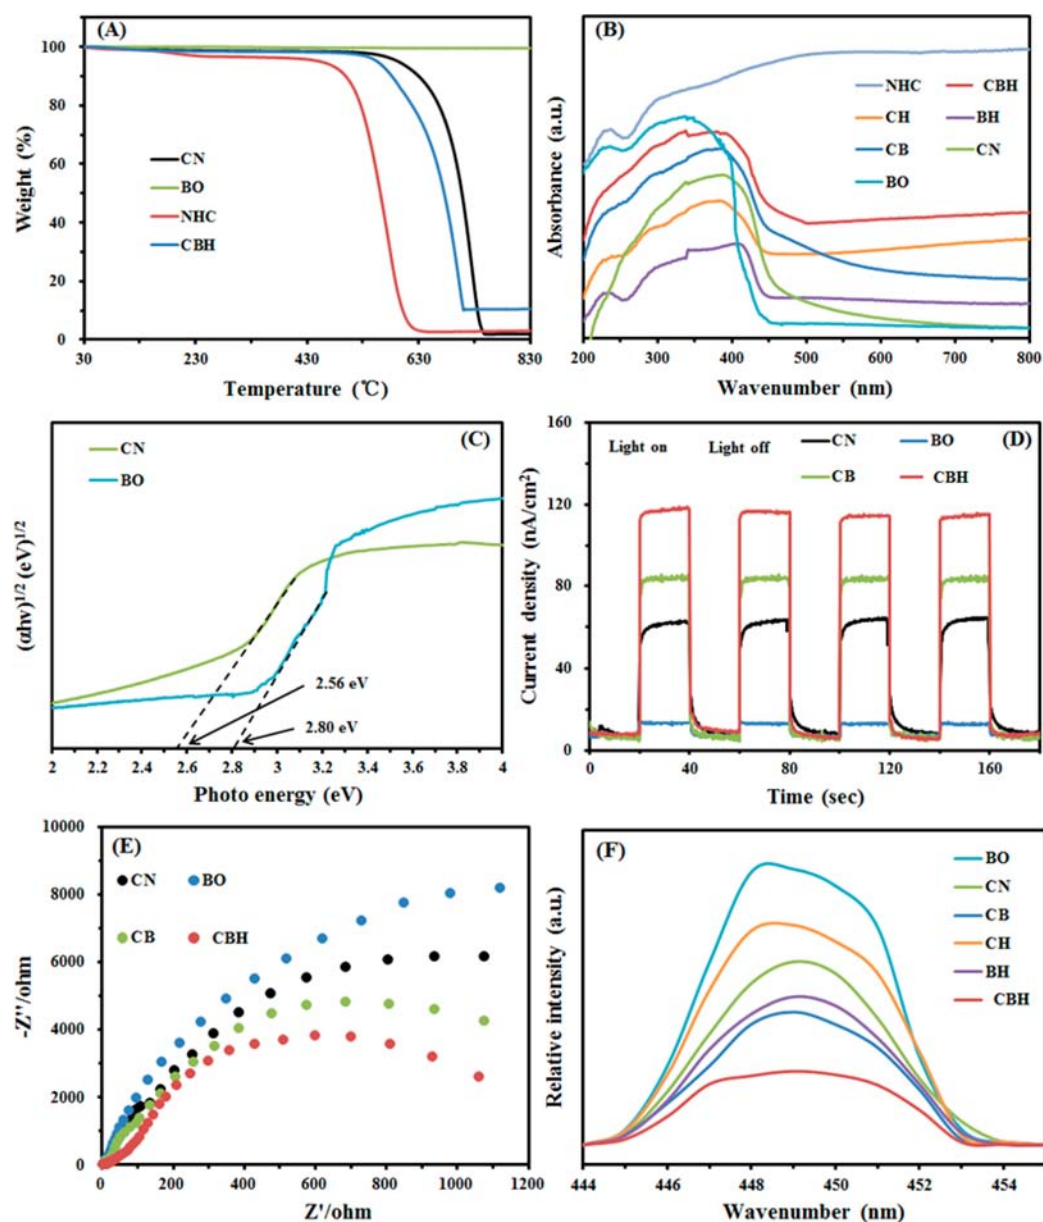 (A)
Weight (%)
100
80
60
40
20
0
CN
BO
NHC
CBH
30
230
430
630
830
Temperature (℃)
(B)
Absorbance (a.u.)
NHC
CBH
CH
BH
CB
CN
BO
200
300
400
500
600
700
800
Wavenumber (nm)
(C)
CN
BO
(αhv)1/2 (eV)1/2
2.56 eV
2.80 eV
2
2.2
2.4
2.6
2.8
3
3.2
3.4
3.6
3.8
4
Photo energy (eV)
(D)
Current density (nA/cm2)
160
120
80
40
0
Light on
Light off
CN
BO
CB
CBH
0
40
80
120
160
Time (sec)
(E)
-Z''/ohm
10000
8000
6000
4000
2000
0
CN
BO
CB
CBH
0
200
400
600
800
1000
1200
Z'/ohm
(F)
Relative intensity (a.u.)
BO
CN
CB
CH
BH
CBH
444
446
448
450
452
454
Wavenumber (nm)